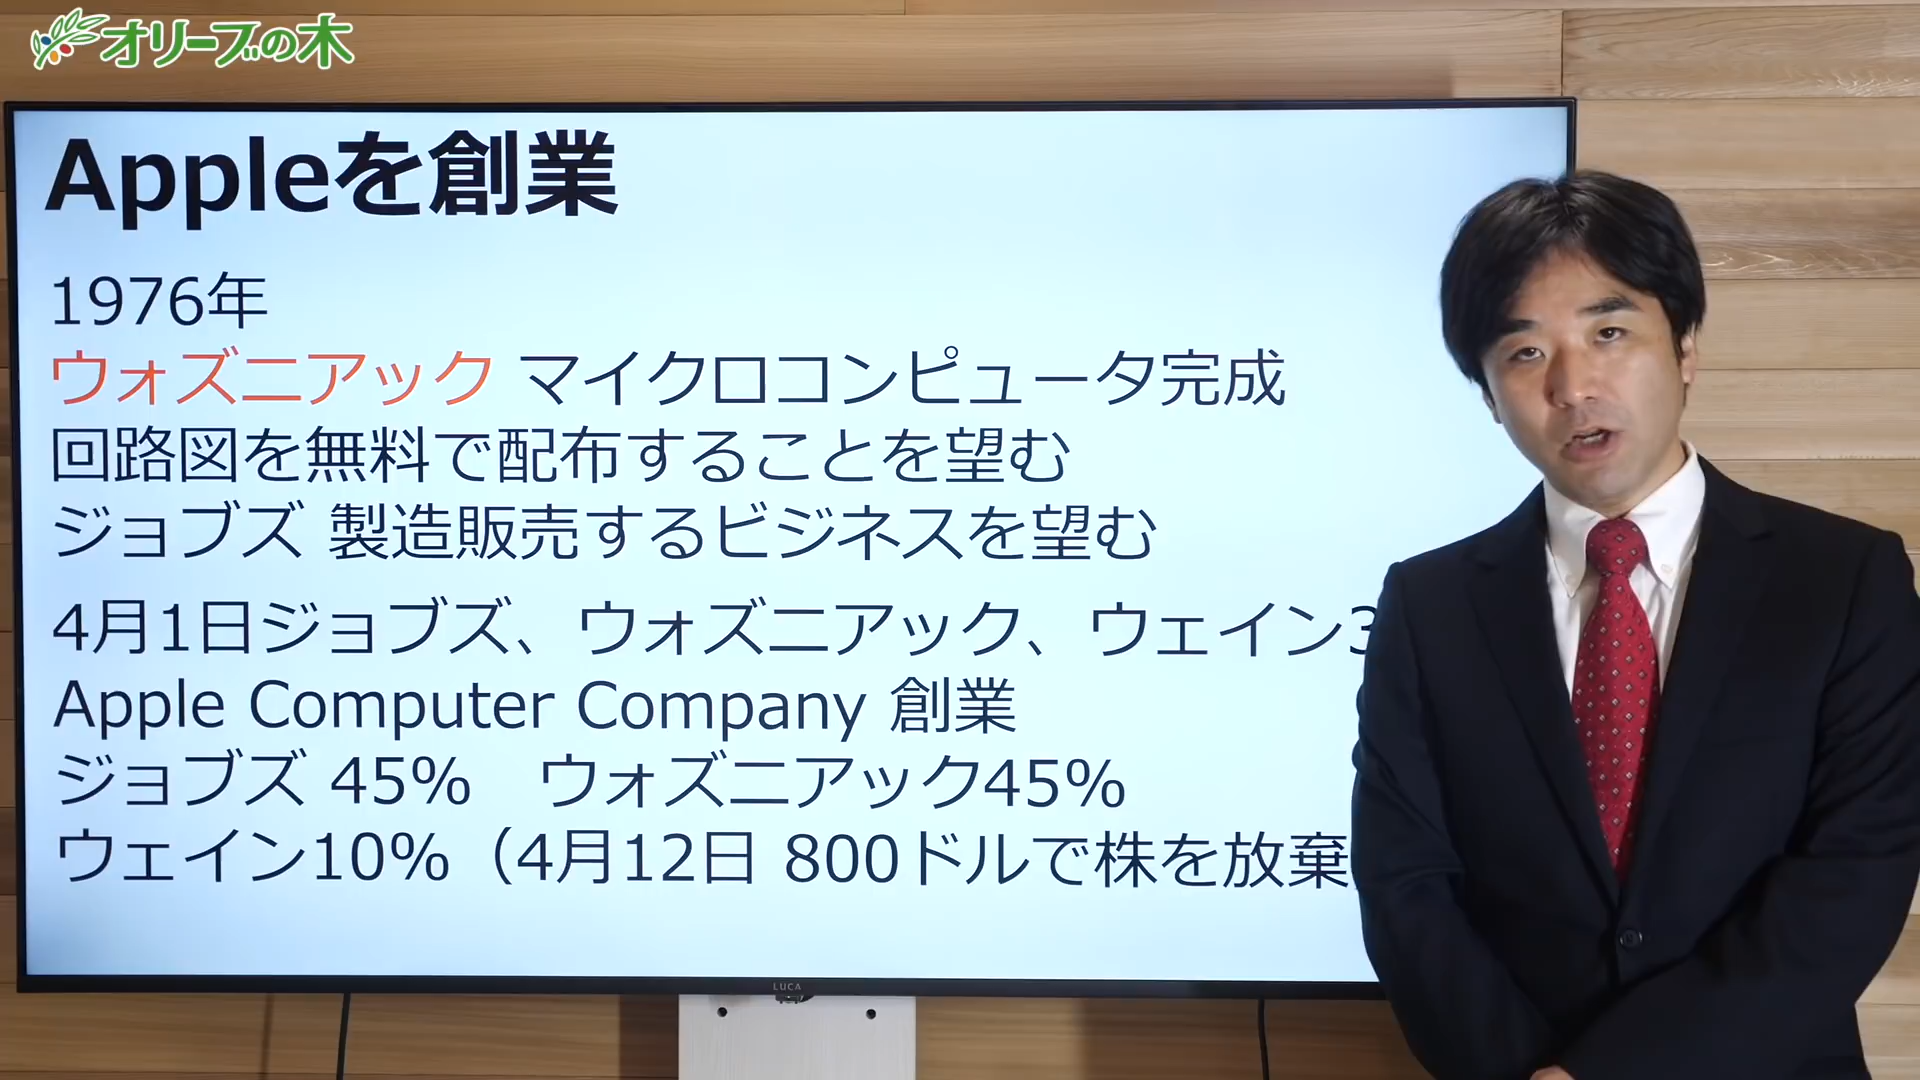 オリーブの木
Appleを創業
1976年
ウォズニアック マイクロコンピュータ完成
回路図を無料で配布することを望む
ジョブズ 製造販売するビジネスを望む
4月1日ジョブズ、ウォズニアック、ウェイン3
Apple Computer Company 創業
ジョブズ 45%　ウォズニアック45%
ウェイン10%（4月12日 800ドルで株を放棄
LUCA